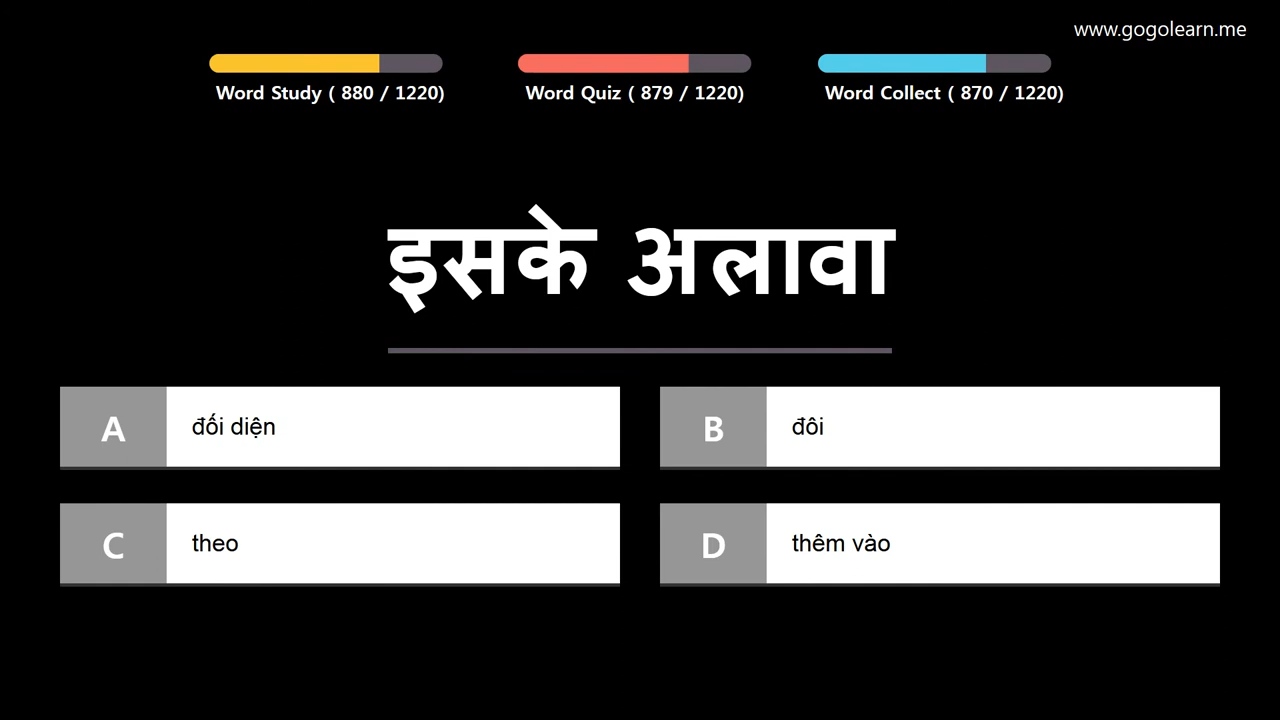 www.gogolearn.me
Word Study ( 880 / 1220)
Word Quiz ( 879 / 1220)
Word Collect ( 870 / 1220)
इसके अलावा
A đối diện
B đôi
C theo
D thêm vào